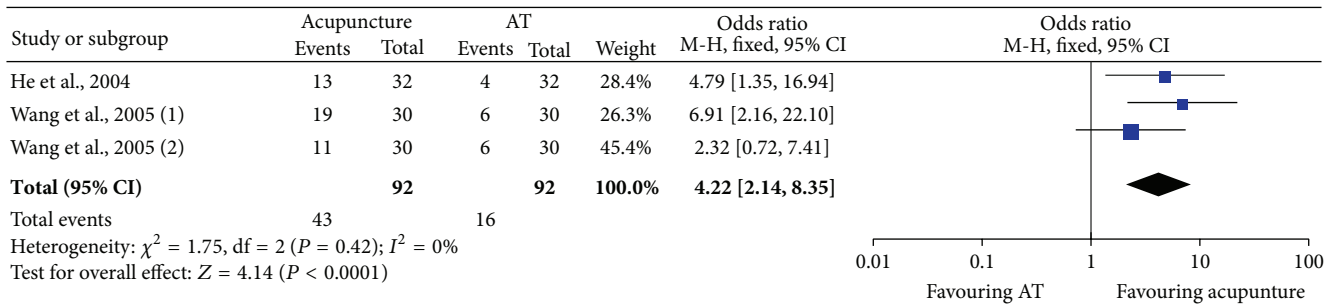 Acupuncture AT Odds ratio Odds ratio
Study or subgroup Events Total Events Total Weight M-H, fixed, 95% CI M-H, fixed, 95% CI
He et al., 2004 13 32 4 32 28.4% 4.79 [1.35, 16.94]
Wang et al., 2005 (1) 19 30 6 30 26.3% 6.91 [2.16, 22.10]
Wang et al., 2005 (2) 11 30 6 30 45.4% 2.32 [0.72, 7.41]
Total (95% CI) 92 92 100.0% 4.22 [2.14, 8.35]
Total events 43 16
Heterogeneity: χ² = 1.75, df = 2 (P = 0.42); I² = 0%
Test for overall effect: Z = 4.14 (P < 0.0001)
0.01 0.1 1 10 100
Favouring AT Favouring acupunture